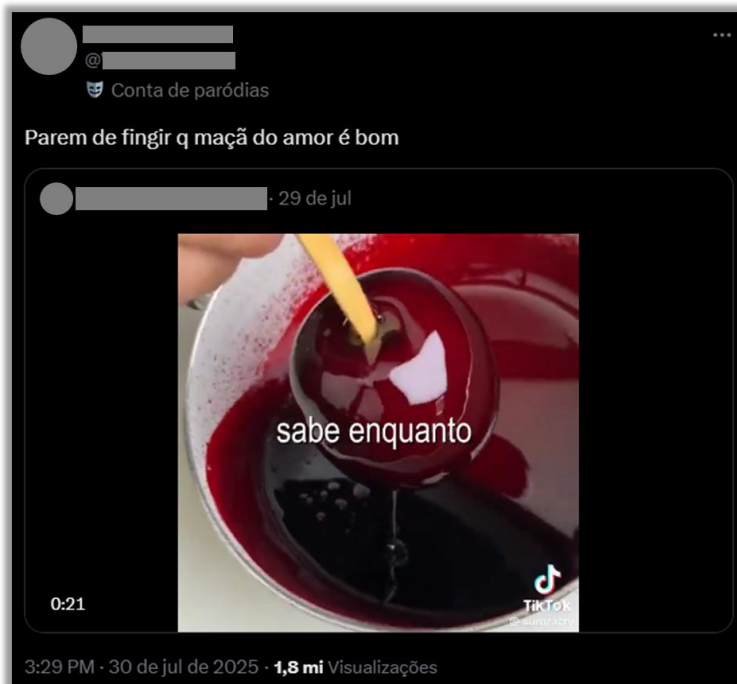 @
Conta de paródias
Parem de fingir q maçã do amor é bom
· 29 de jul
sabe enquanto
0:21
TikTok
3:29 PM · 30 de jul de 2025 · 1,8 mi Visualizações